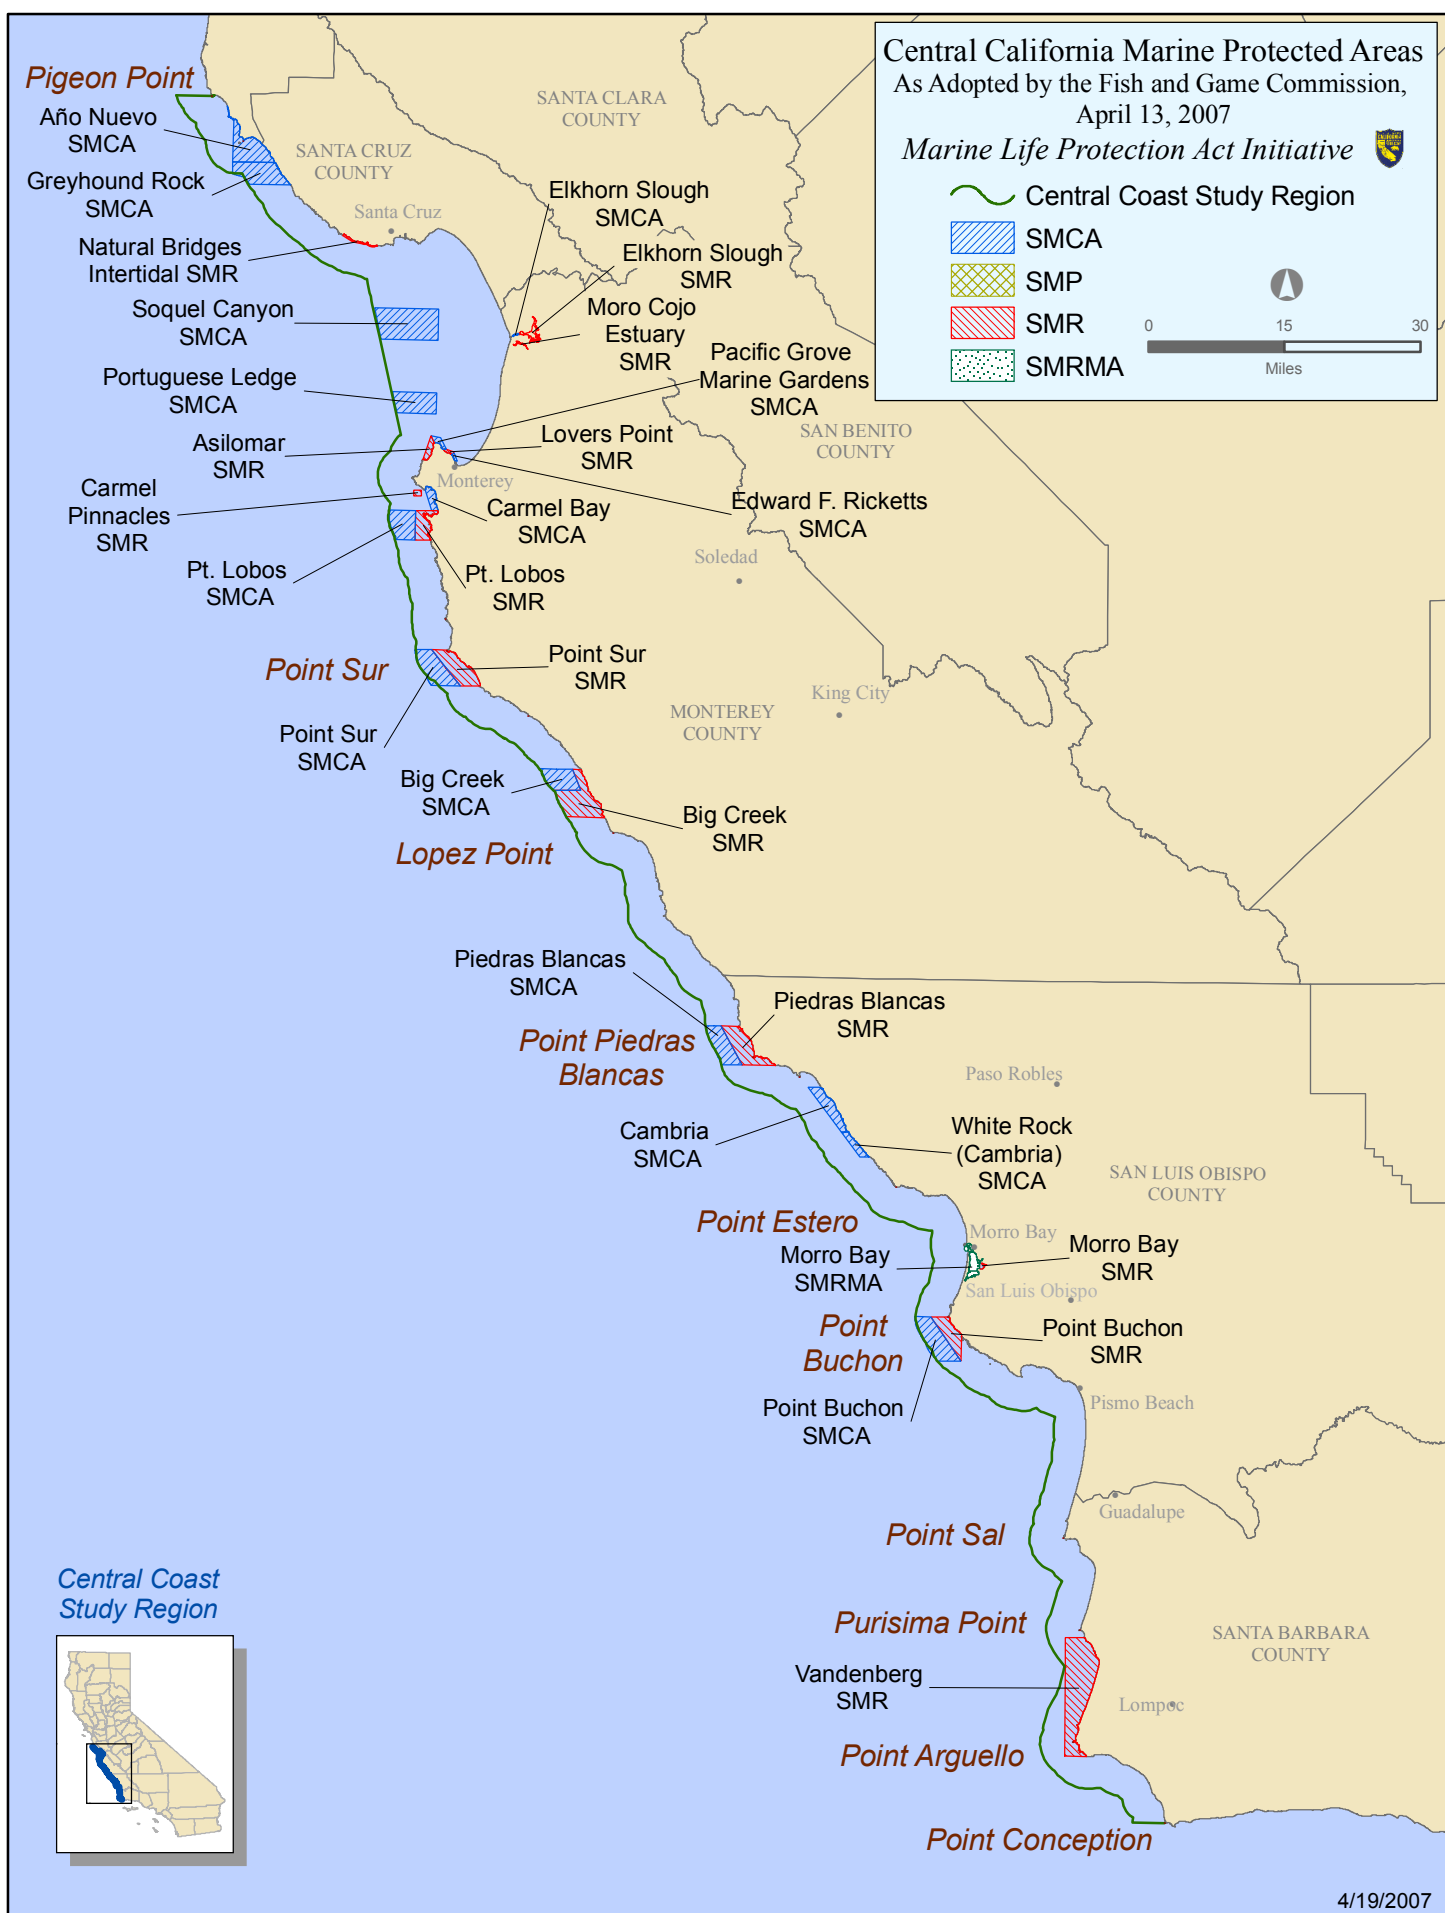 Central California Marine Protected Areas
As Adopted by the Fish and Game Commission,
April 13, 2007
Marine Life Protection Act Initiative
Central Coast Study Region
SMCA
SMP
SMR
SMRMA
0 15 30
Miles
Pigeon Point
Año Nuevo
SMCA
Greyhound Rock
SMCA
Natural Bridges
Intertidal SMR
Soquel Canyon
SMCA
Portuguese Ledge
SMCA
Asilomar
SMR
Carmel
Pinnacles
SMR
Pt. Lobos
SMCA
SANTA CLARA
COUNTY
SANTA CRUZ
COUNTY
Santa Cruz
Elkhorn Slough
SMCA
Elkhorn Slough
SMR
Moro Cojo
Estuary
SMR
Pacific Grove
Marine Gardens
SMCA
Lovers Point
SMR
Monterey
Edward F. Ricketts
SMCA
Carmel Bay
SMCA
Pt. Lobos
SMR
SAN BENITO
COUNTY
Soledad
Point Sur
Point Sur
SMR
Point Sur
SMCA
King City
MONTEREY
COUNTY
Big Creek
SMCA
Big Creek
SMR
Lopez Point
Piedras Blancas
SMCA
Piedras Blancas
SMR
Point Piedras
Blancas
Paso Robles
Cambria
SMCA
White Rock
(Cambria)
SMCA
SAN LUIS OBISPO
COUNTY
Point Estero
Morro Bay
Morro Bay
SMRMA
Morro Bay
SMR
San Luis Obispo
Point
Buchon
Point Buchon
SMR
Point Buchon
SMCA
Pismo Beach
Guadalupe
Point Sal
Purisima Point
SANTA BARBARA
COUNTY
Vandenberg
SMR
Lompoc
Point Arguello
Point Conception
Central Coast
Study Region
4/19/2007